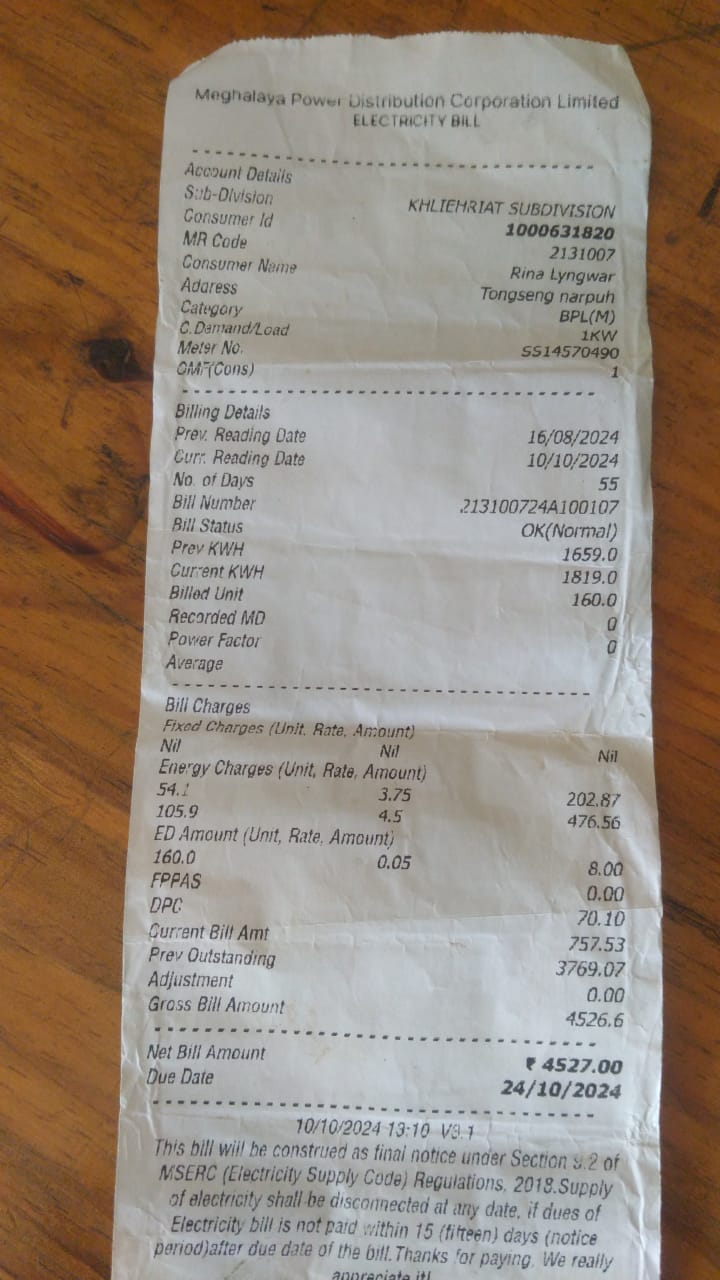 Meghalaya Power Distribution Corporation Limited
ELECTRICITY BILL
Account Details
Sub-Division KHLIEHRIAT SUBDIVISION
Consumer Id 1000631820
MR Code 2131007
Consumer Name Rina Lyngwar
Address Tongseng narpuh
Category BPL(M)
C.Demand/Load 1KW
Meter No. SS14570490
OMF(Cons) 1
Billing Details
Prev. Reading Date 16/08/2024
Curr. Reading Date 10/10/2024
No. of Days 55
Bill Number 213100724A100107
Bill Status OK(Normal)
Prev KWH 1659.0
Current KWH 1819.0
Billed Unit 160.0
Recorded MD 0
Power Factor 0
Average
Bill Charges
Fixed Charges (Unit, Rate, Amount)
Nil Nil Nil
Energy Charges (Unit, Rate, Amount)
54.1 3.75 202.87
105.9 4.5 476.56
ED Amount (Unit, Rate, Amount)
160.0 0.05 8.00
FPPAS 0.00
DPC 70.10
Current Bill Amt 757.53
Prev Outstanding 3769.07
Adjustment 0.00
Gross Bill Amount 4526.6
Net Bill Amount ₹ 4527.00
Due Date 24/10/2024
10/10/2024 13:10 V3.1
This bill will be construed as final notice under Section 9.2 of
MSERC (Electricity Supply Code) Regulations, 2018.Supply
of electricity shall be disconnected at any date, if dues of
Electricity bill is not paid within 15 (fifteen) days (notice
period)after due date of the bill.Thanks for paying. We really
appreciate it!